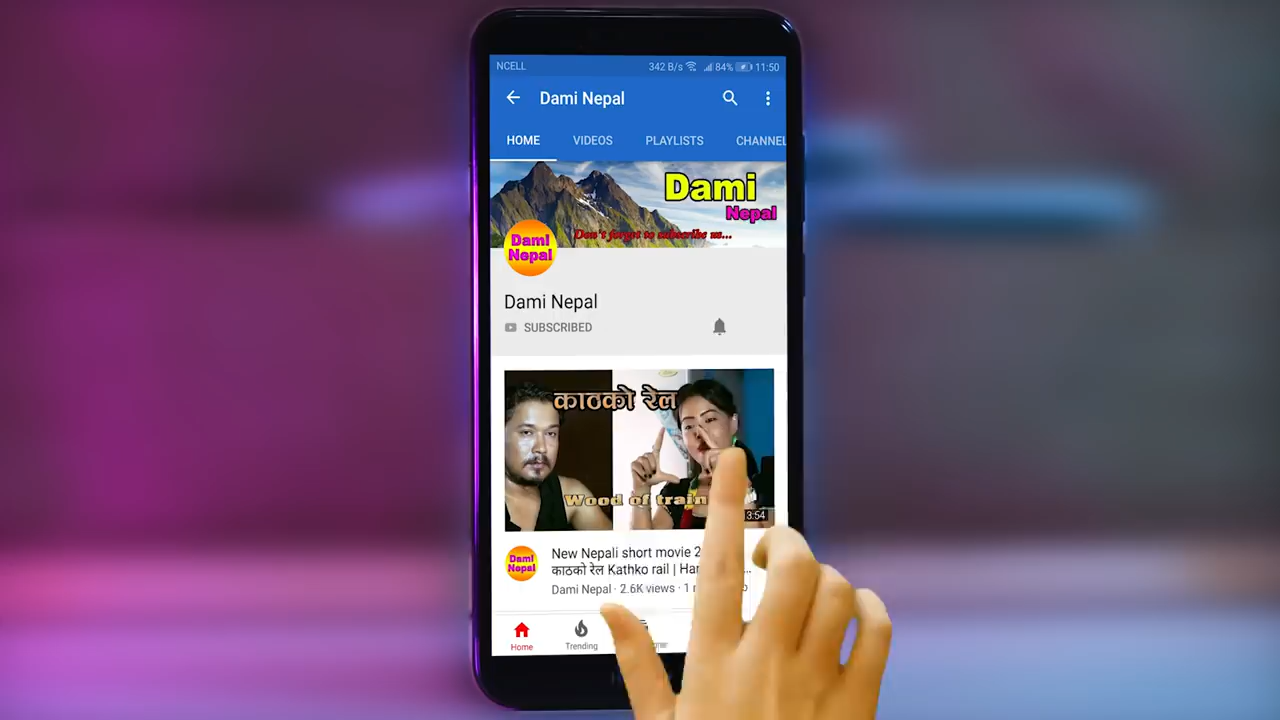 NCELL 342 B/s 84% 11:50
Dami Nepal
HOME VIDEOS PLAYLISTS CHANNEL
Dami
Nepal
Don't forget to subscribe us...
Dami
Nepal
Dami Nepal
SUBSCRIBED
काठको रेल
Wood of train
3:54
Dami
Nepal
New Nepali short movie 2
काठको रेल Kathko rail | Har ...
Dami Nepal · 2.6K views · 1
Home Trending